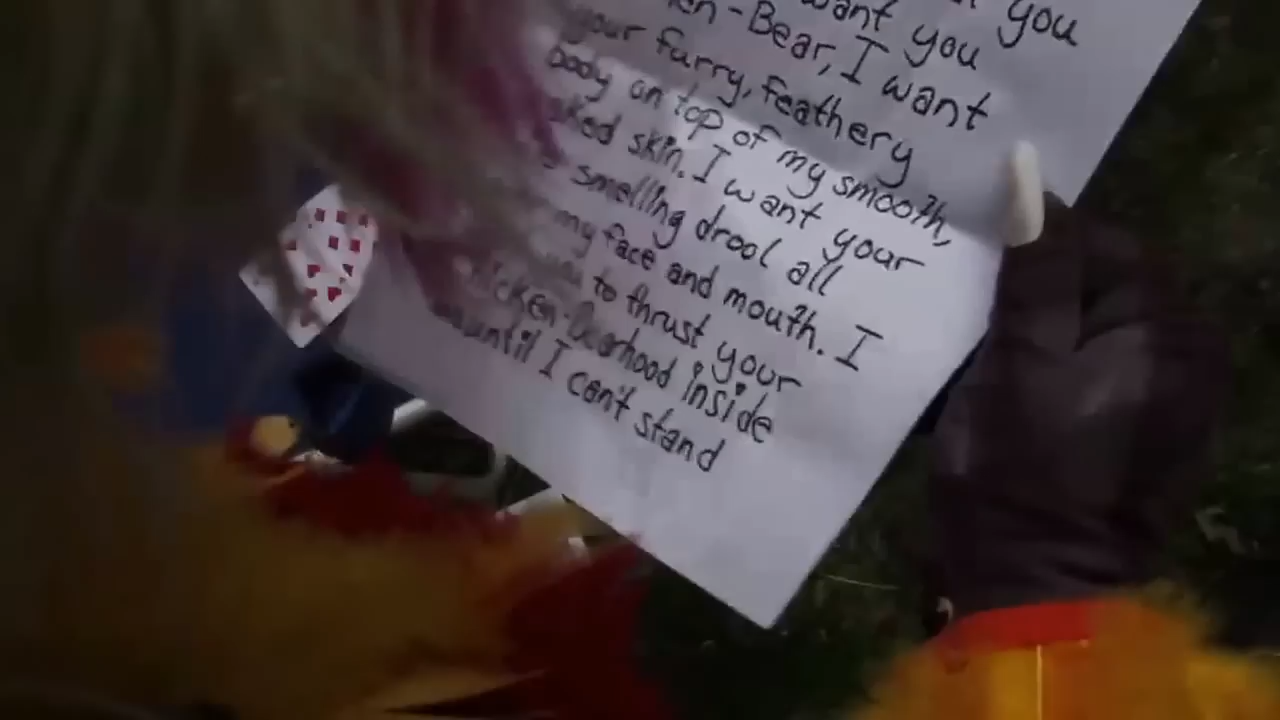 you
want you
-Bear, I want
your furry, feathery
body on top of my smooth,
skin. I want your
smelling drool all
my face and mouth. I
to thrust your
inside
until I can't stand